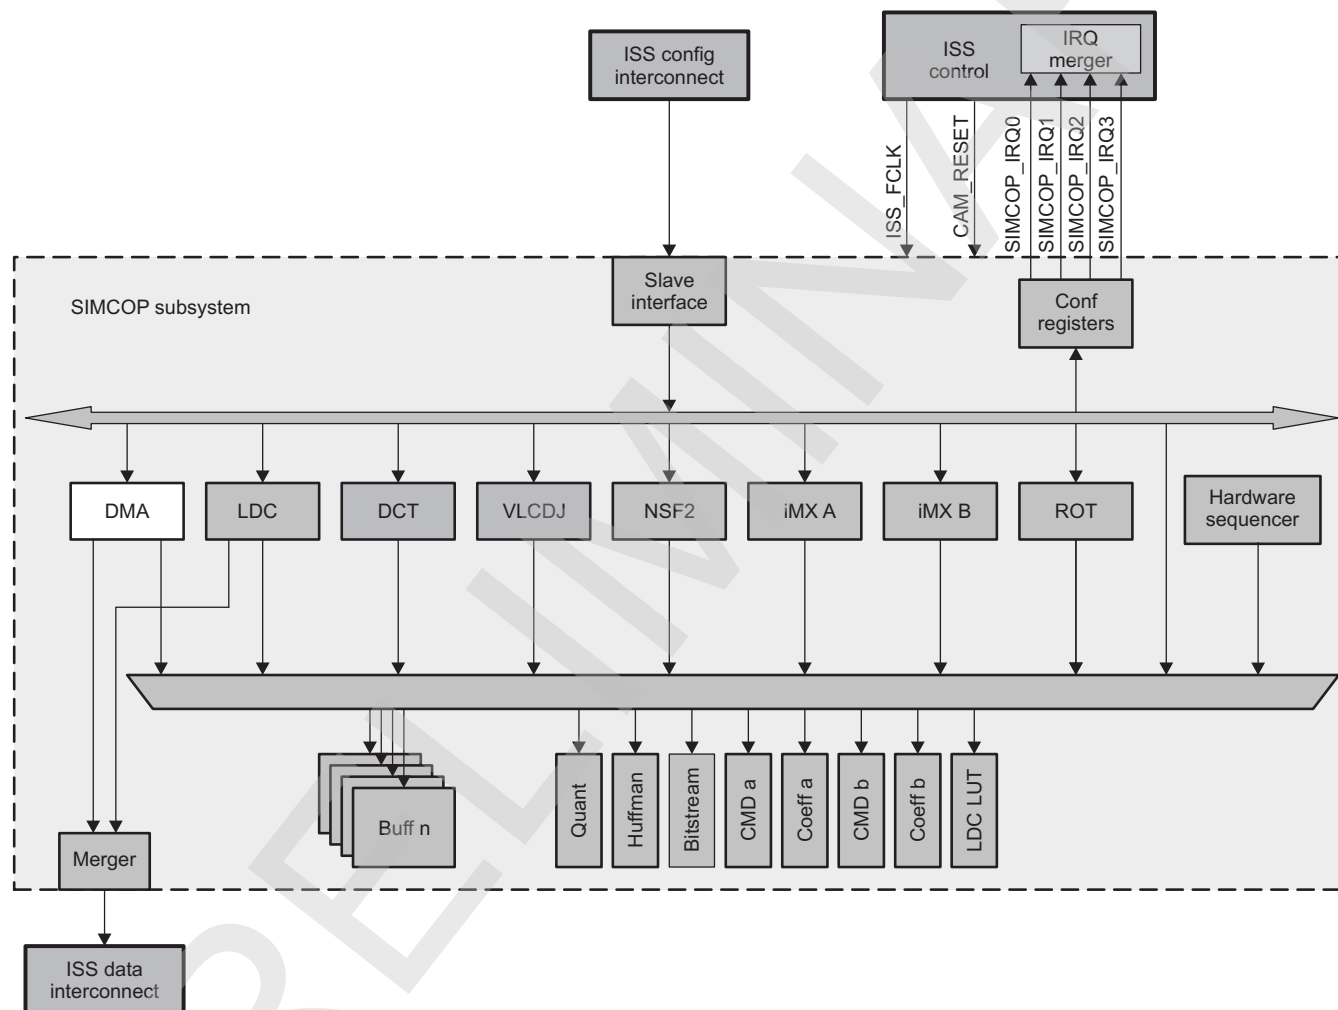 ISS config
interconnect
ISS
control
IRQ
merger
ISS_FCLK
CAM_RESET
SIMCOP_IRQ0
SIMCOP_IRQ1
SIMCOP_IRQ2
SIMCOP_IRQ3
SIMCOP subsystem
Slave
interface
Conf
registers
DMA
LDC
DCT
VLCDJ
NSF2
iMX A
iMX B
ROT
Hardware
sequencer
Buff n
Quant
Huffman
Bitstream
CMD a
Coeff a
CMD b
Coeff b
LDC LUT
Merger
ISS data
interconnect